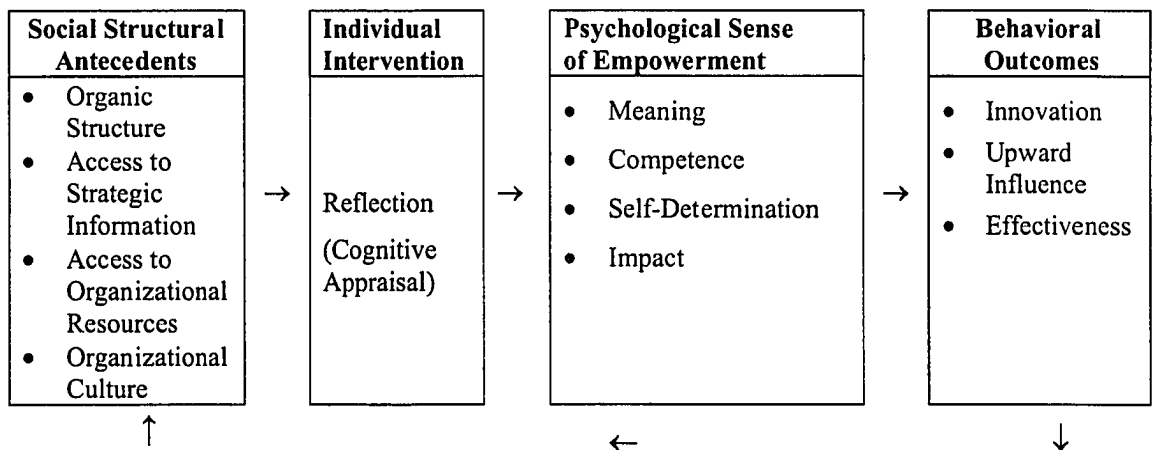 Social Structural
Antecedents
• Organic
Structure
• Access to
Strategic
Information
• Access to
Organizational
Resources
• Organizational
Culture
→
Individual
Intervention
Reflection
(Cognitive
Appraisal)
→
Psychological Sense
of Empowerment
• Meaning
• Competence
• Self-Determination
• Impact
→
Behavioral
Outcomes
• Innovation
• Upward
Influence
• Effectiveness
↑ ← ↓